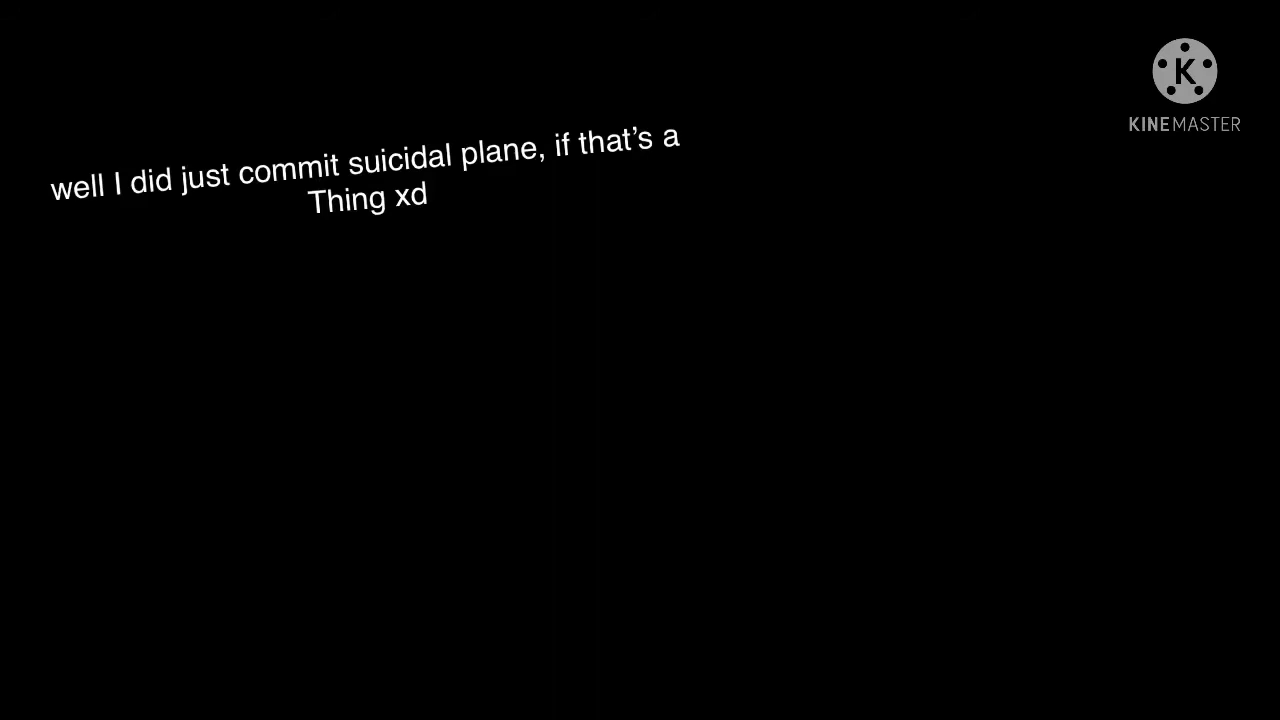 well I did just commit suicidal plane, if that’s a
Thing xd
K
KINEMASTER